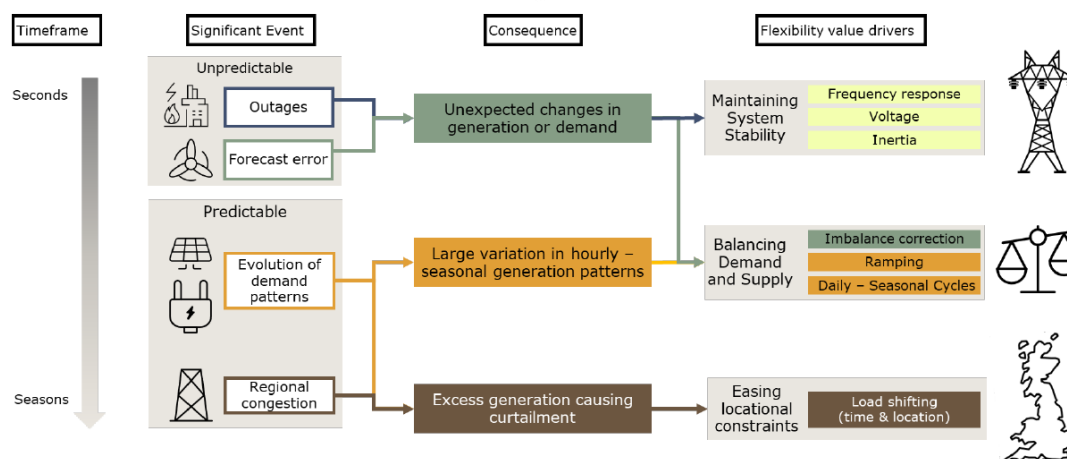 Timeframe
Significant Event
Consequence
Flexibility value drivers
Seconds
Seasons
Unpredictable
Outages
Forecast error
Predictable
Evolution of
demand
patterns
Regional
congestion
Unexpected changes in
generation or demand
Large variation in hourly –
seasonal generation patterns
Excess generation causing
curtailment
Maintaining
System
Stability
Frequency response
Voltage
Inertia
Balancing
Demand
and Supply
Imbalance correction
Ramping
Daily – Seasonal Cycles
Easing
locational
constraints
Load shifting
(time & location)